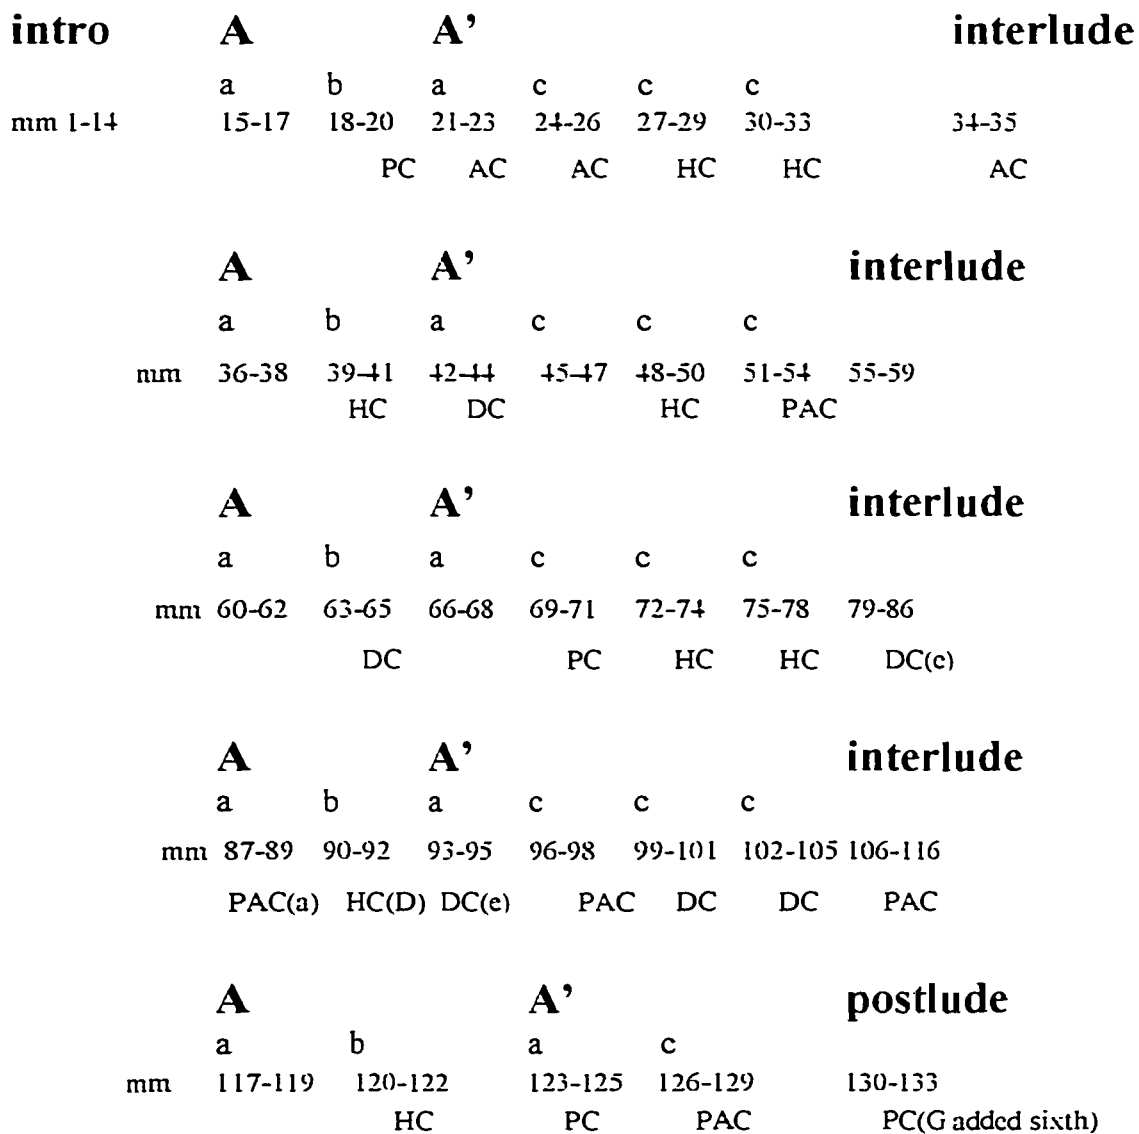 intro A A' interlude
a b a c c c
mm 1-14 15-17 18-20 21-23 24-26 27-29 30-33 34-35
PC AC AC HC HC AC
A A' interlude
a b a c c c
mm 36-38 39-41 42-44 45-47 48-50 51-54 55-59
HC DC HC PAC
A A' interlude
a b a c c c
mm 60-62 63-65 66-68 69-71 72-74 75-78 79-86
DC PC HC HC DC(c)
A A' interlude
a b a c c c
mm 87-89 90-92 93-95 96-98 99-101 102-105 106-116
PAC(a) HC(D) DC(e) PAC DC DC PAC
A A' postlude
a b a c
mm 117-119 120-122 123-125 126-129 130-133
HC PC PAC PC(G added sixth)